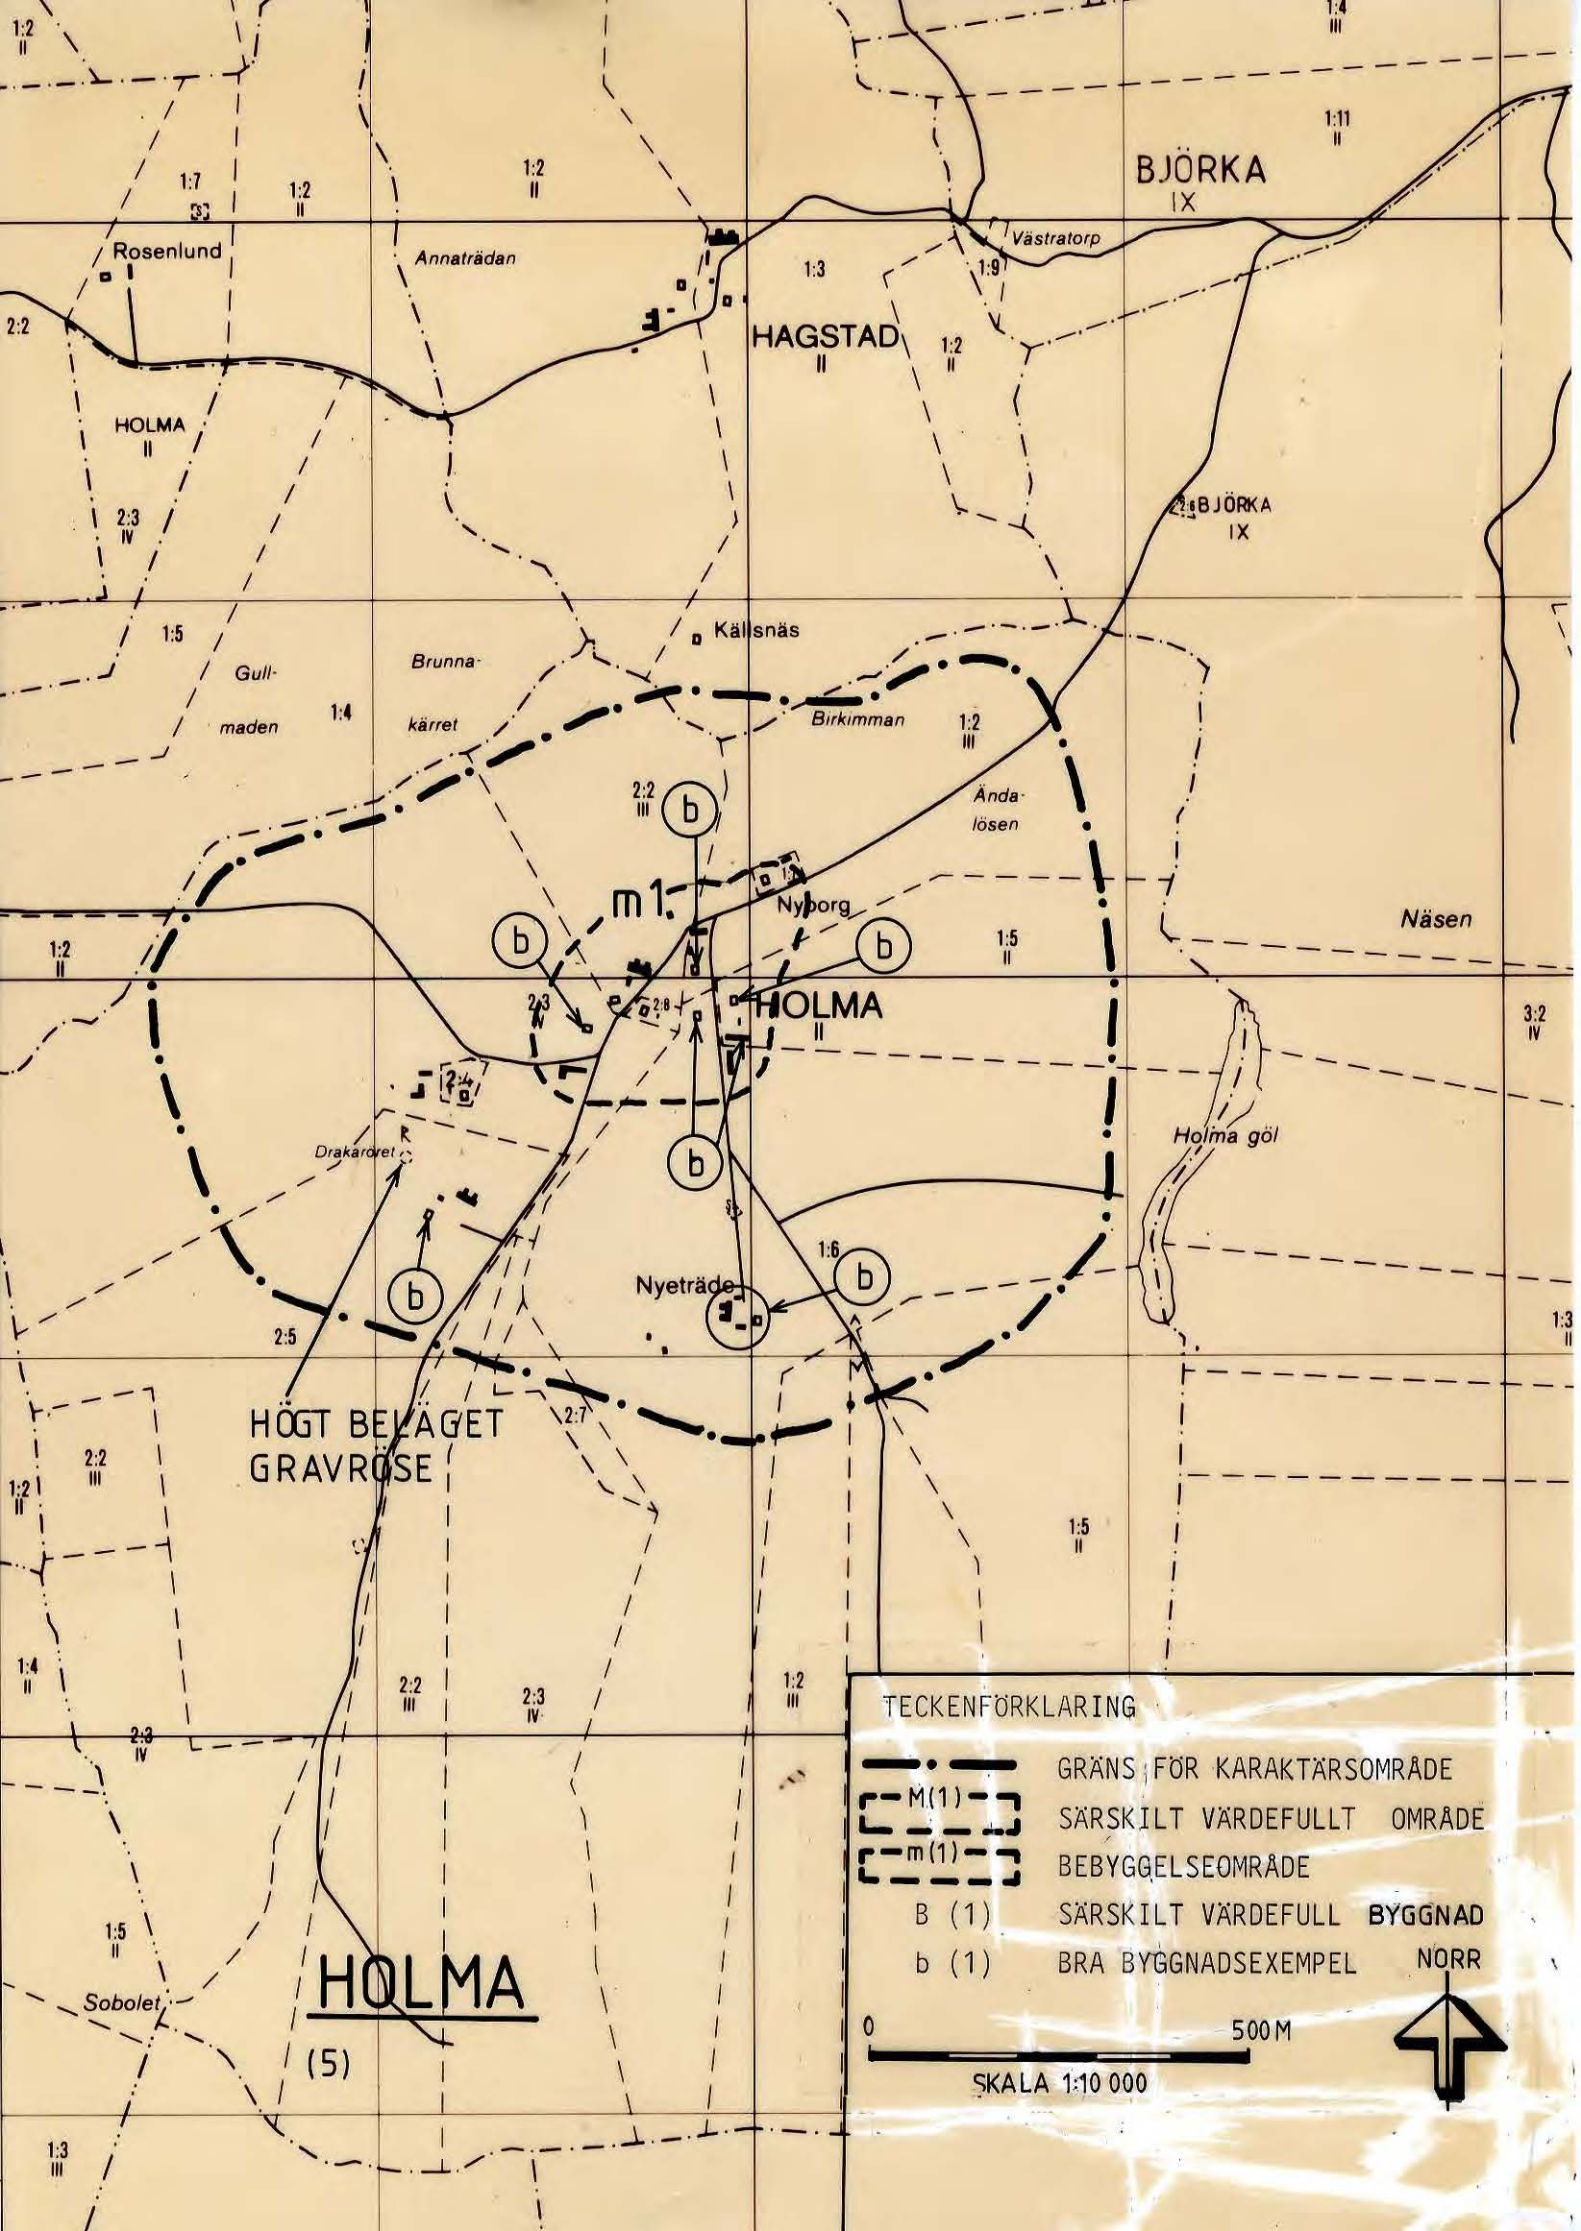 1:2
II
1:4
III
1:11
II
1:7
[S]
1:2
II
1:2
II
BJÖRKA
IX
Rosenlund
Annaträdan
Västratorp
1:3
1:9
2:2
HAGSTAD
II
1:2
II
HOLMA
II
2:3
IV
2:6
BJÖRKA
IX
1:5
Källsnäs
Gull-
maden
Brunna-
kärret
1:4
Birkimman
1:2
III
2:2
III
b
Ända-
lösen
m1.
Nyborg
Näsen
1:2
II
b
b
1:5
II
2:3
IV
2:8
HOLMA
II
3:2
IV
2:4
R
Drakaröret
b
Holma göl
1:6
b
b
Nyeträde
2:5
1:3
II
HÖGT BELÄGET
GRAVRÖSE
2:7
2:2
III
1:2
II
1:5
II
1:4
II
2:2
III
2:3
IV
1:2
III
2:3
IV
TECKENFÖRKLARING
GRÄNS FÖR KARAKTÄRSOMRÅDE
M(1)
SÄRSKILT VÄRDEFULLT OMRÅDE
m(1)
BEBYGGELSEOMRÅDE
B (1) SÄRSKILT VÄRDEFULL BYGGNAD
b (1) BRA BYGGNADSEXEMPEL
NORR
1:5
II
HOLMA
Sobolet
(5)
0 500M
SKALA 1:10 000
1:3
III